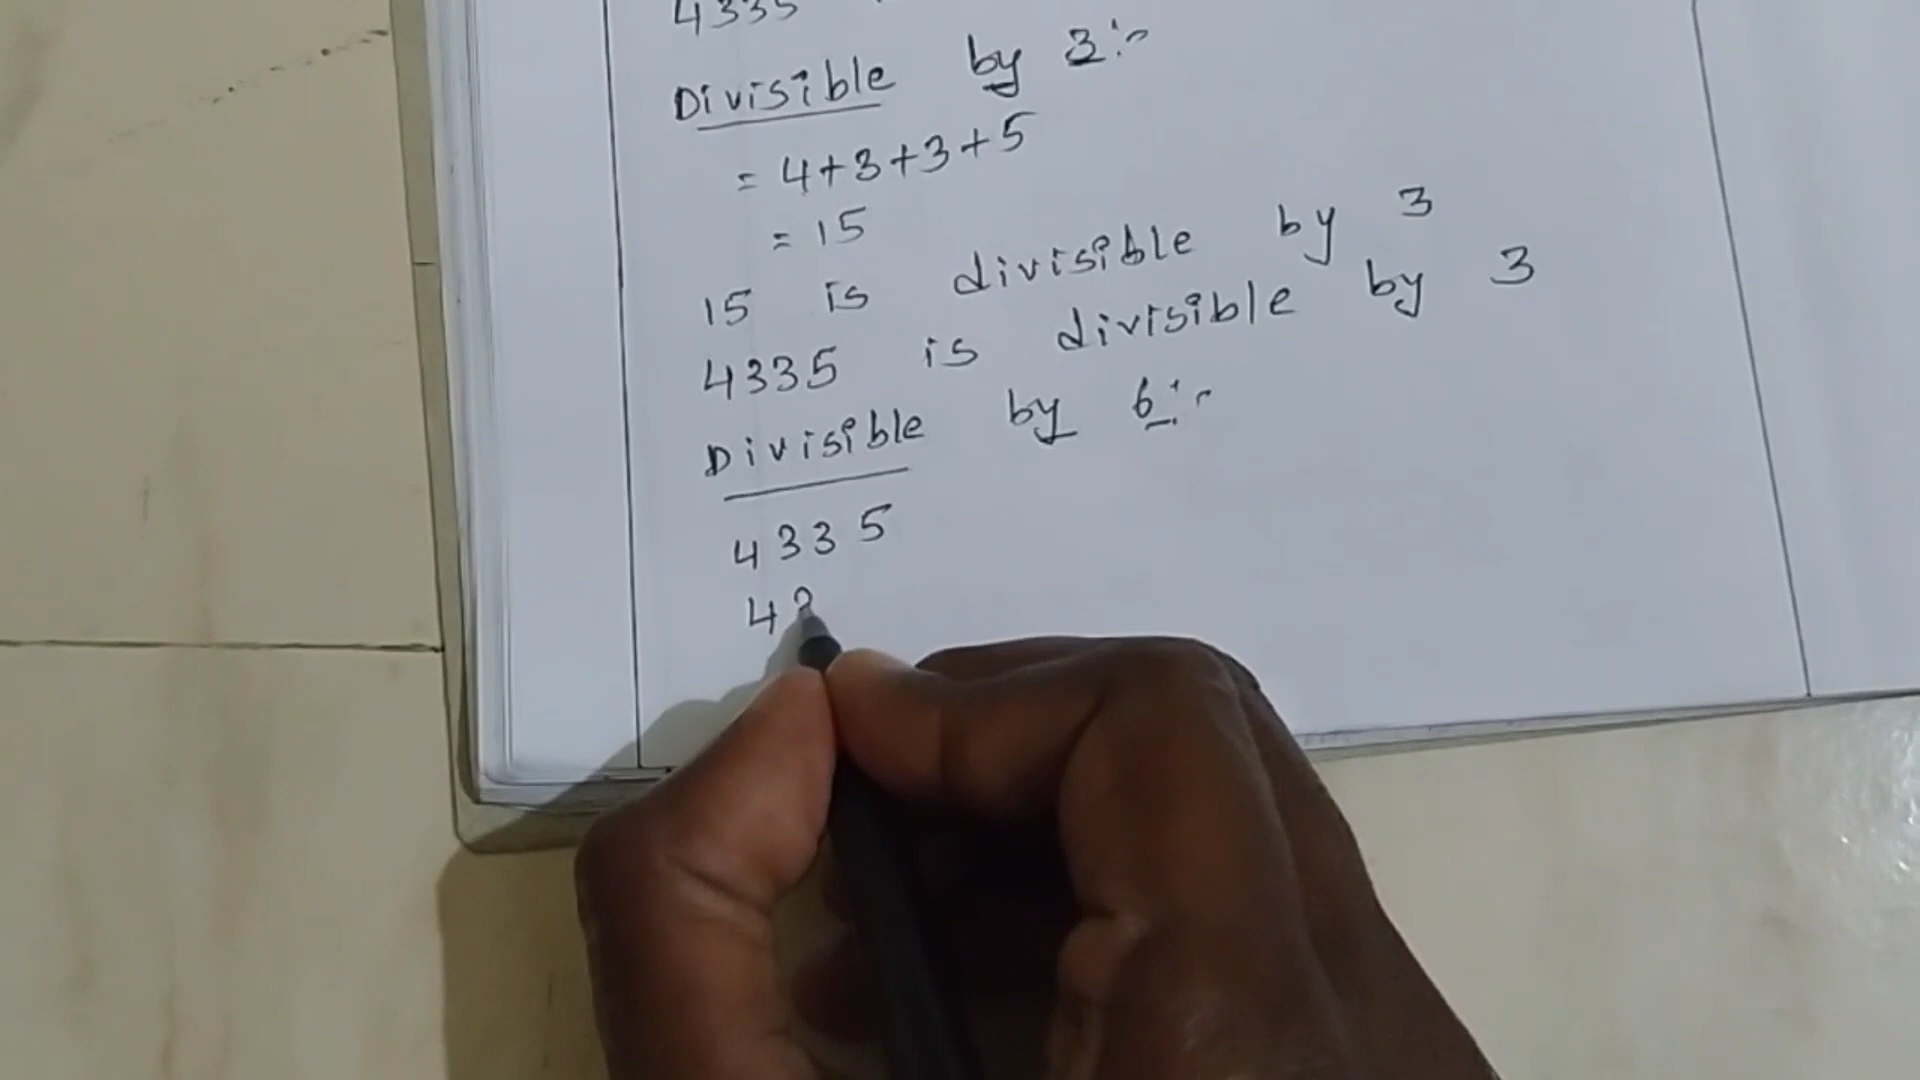 4335
Divisible by 3:-
= 4+3+3+5
= 15
15 is divisible by 3
4335 is divisible by 3
Divisible by 6:-
4335
4